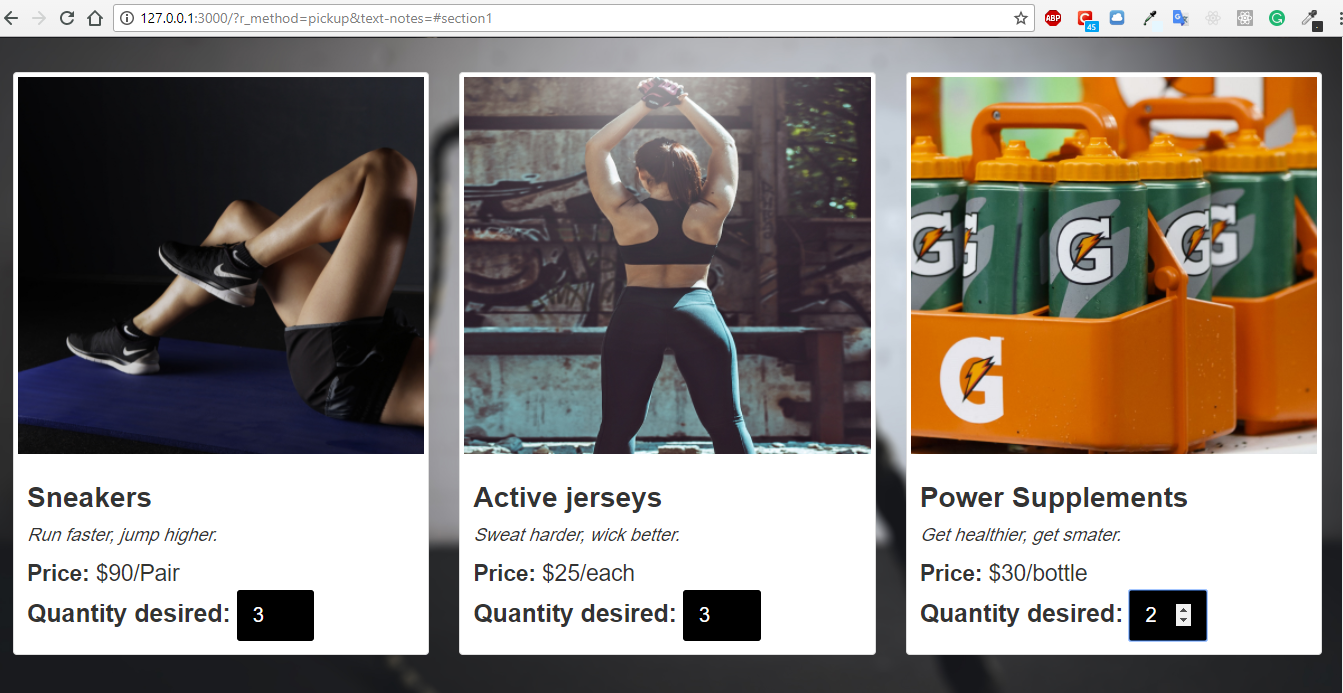 127.0.0.1:3000/?r_method=pickup&text-notes=#section1
ABP
45
G
G
G
G
G
G
Sneakers
Run faster, jump higher.
Price: $90/Pair
Quantity desired: 3
Active jerseys
Sweat harder, wick better.
Price: $25/each
Quantity desired: 3
Power Supplements
Get healthier, get smater.
Price: $30/bottle
Quantity desired: 2